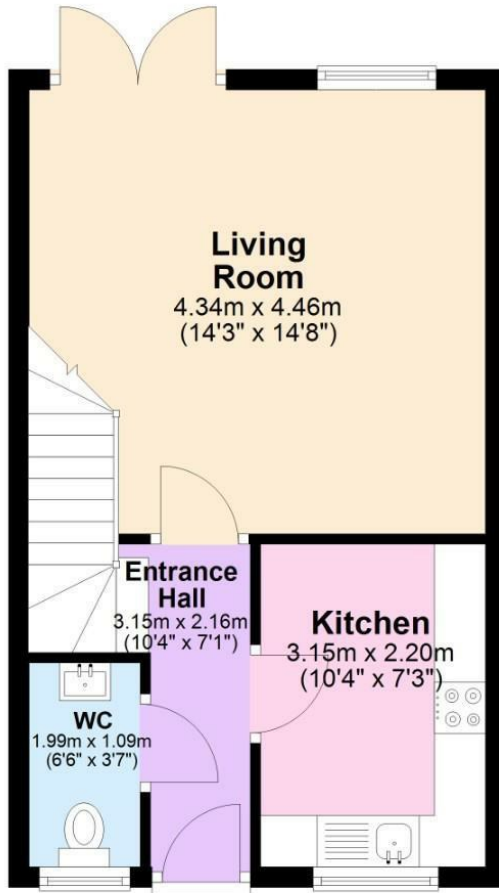 Living
Room
4.34m x 4.46m
(14'3" x 14'8")
Entrance
Hall
3.15m x 2.16m
(10'4" x 7'1")
Kitchen
3.15m x 2.20m
(10'4" x 7'3")
WC
1.99m x 1.09m
(6'6" x 3'7")